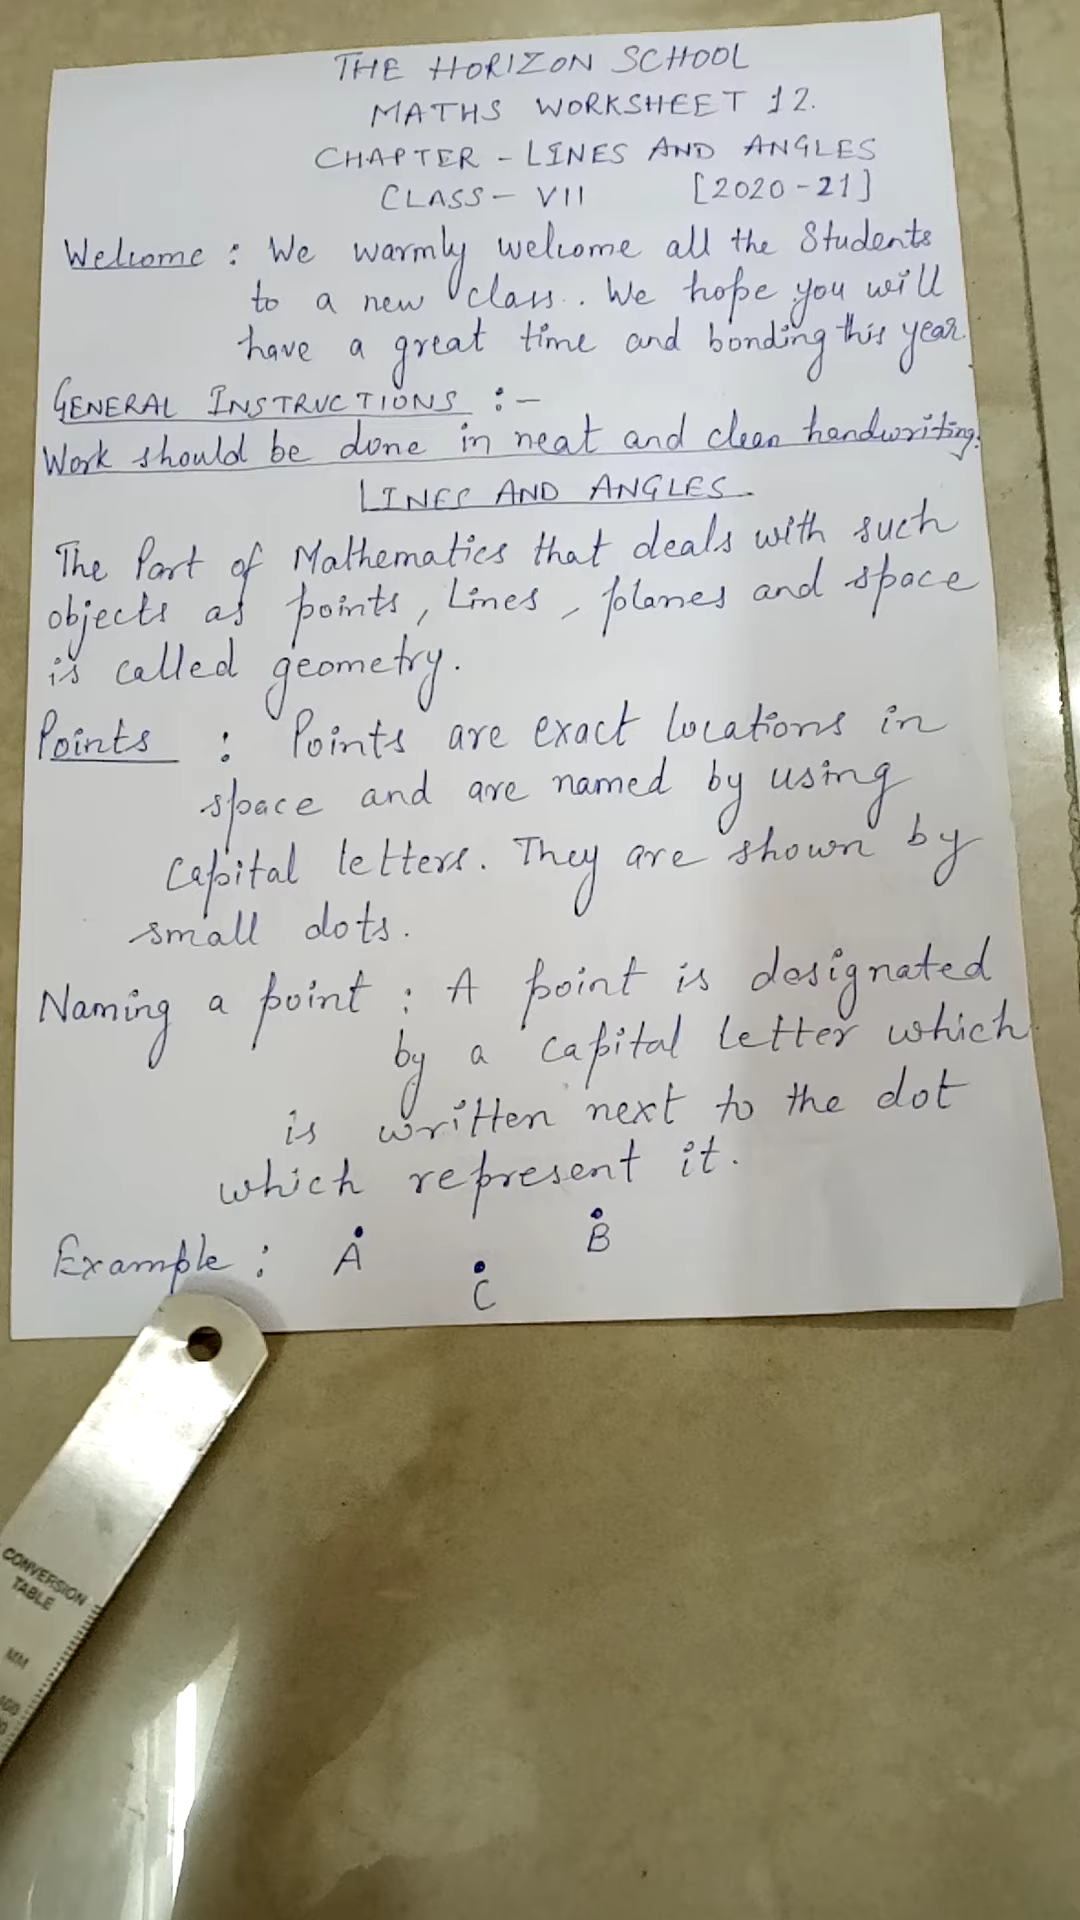 THE HORIZON SCHOOL
MATHS WORKSHEET 12.
CHAPTER - LINES AND ANGLES
CLASS - VII [2020-21]
Welcome : We warmly welcome all the Students
to a new class. We hope you will
have a great time and bonding this year.
GENERAL INSTRUCTIONS :-
Work should be done in neat and clean handwriting.
LINES AND ANGLES.
The Part of Mathematics that deals with such
objects as points, Lines, planes and space
is called geometry.
Points : Points are exact locations in
space and are named by using
capital letters. They are shown by
small dots.
Naming a point : A point is designated
by a capital letter which
is written next to the dot
which represent it.
Example : A B
C
CONVERSION
TABLE
MM